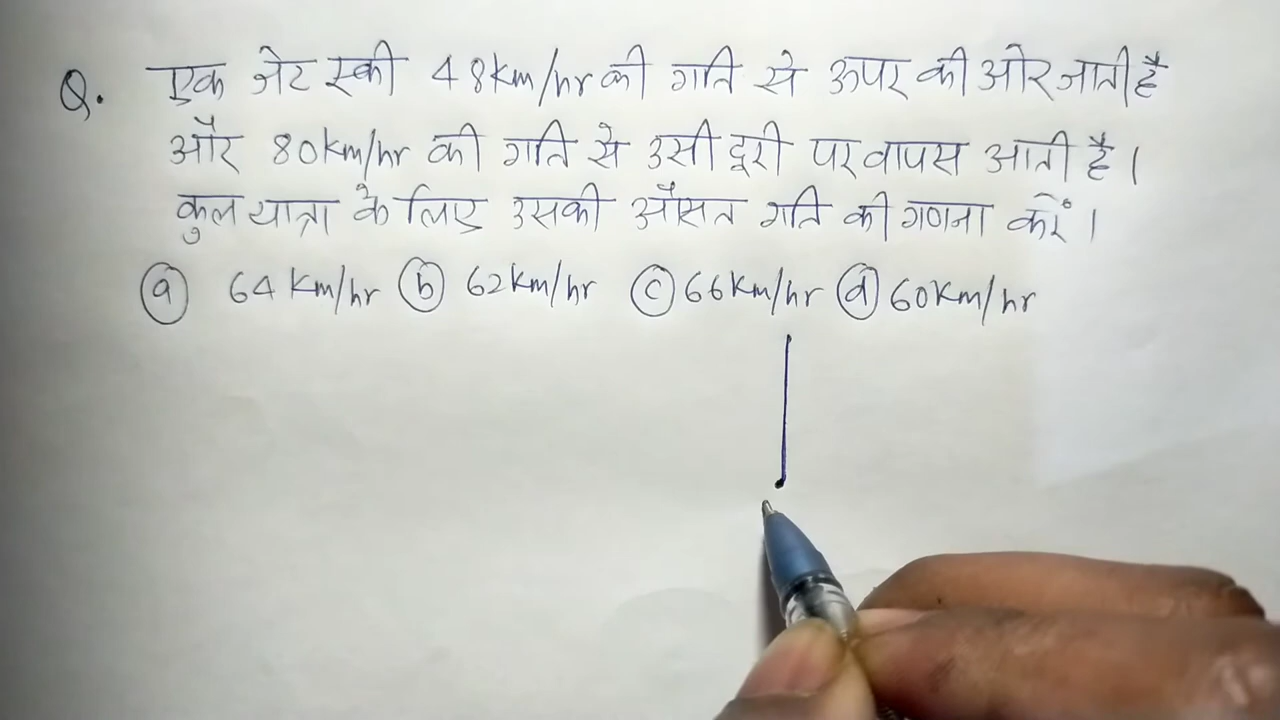 Q. एक जेट स्की 48km/hr की गति से ऊपर की ओर जाती है
और 80km/hr की गति से उसी दूरी पर वापस आती है।
कुल यात्रा के लिए उसकी औसत गति की गणना करें।
(a) 64 km/hr (b) 62km/hr (c) 66km/hr (d) 60km/hr